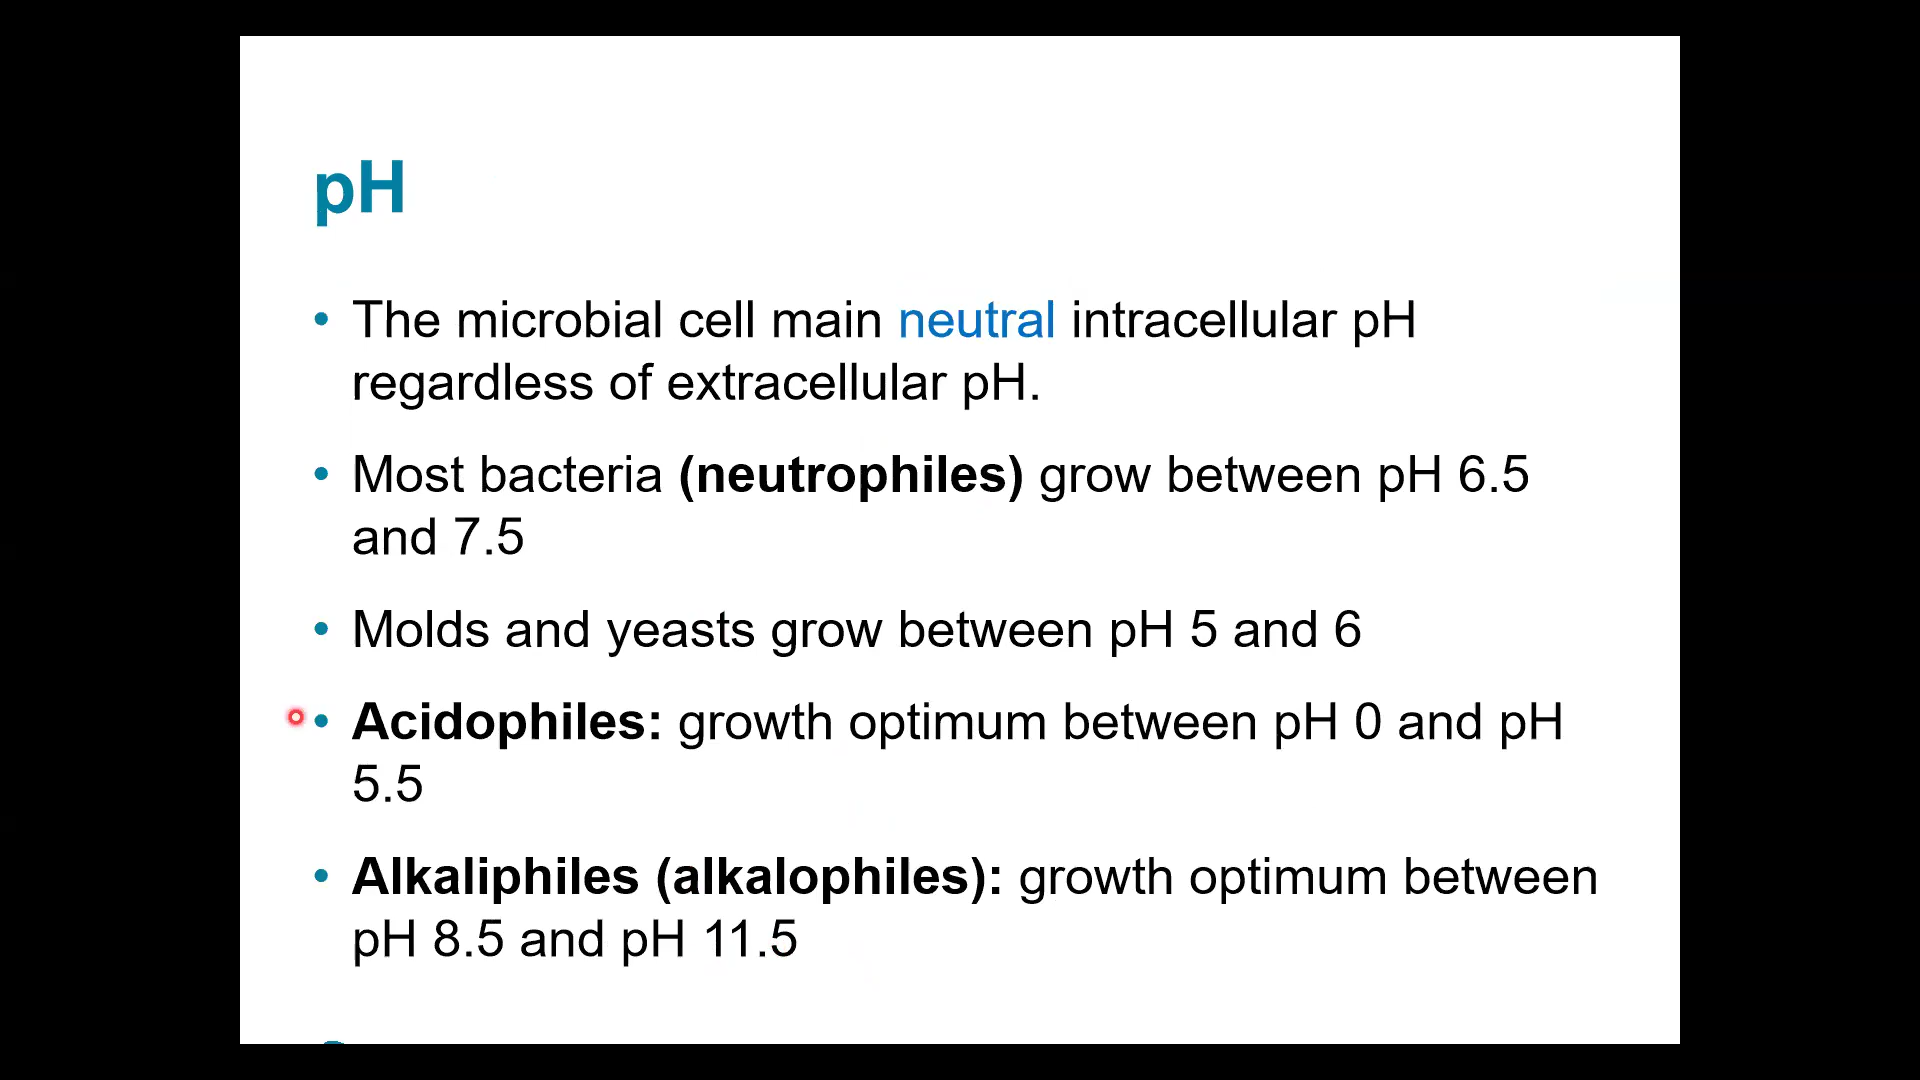 pH
• The microbial cell main neutral intracellular pH
regardless of extracellular pH.
• Most bacteria (neutrophiles) grow between pH 6.5
and 7.5
• Molds and yeasts grow between pH 5 and 6
• Acidophiles: growth optimum between pH 0 and pH
5.5
• Alkaliphiles (alkalophiles): growth optimum between
pH 8.5 and pH 11.5